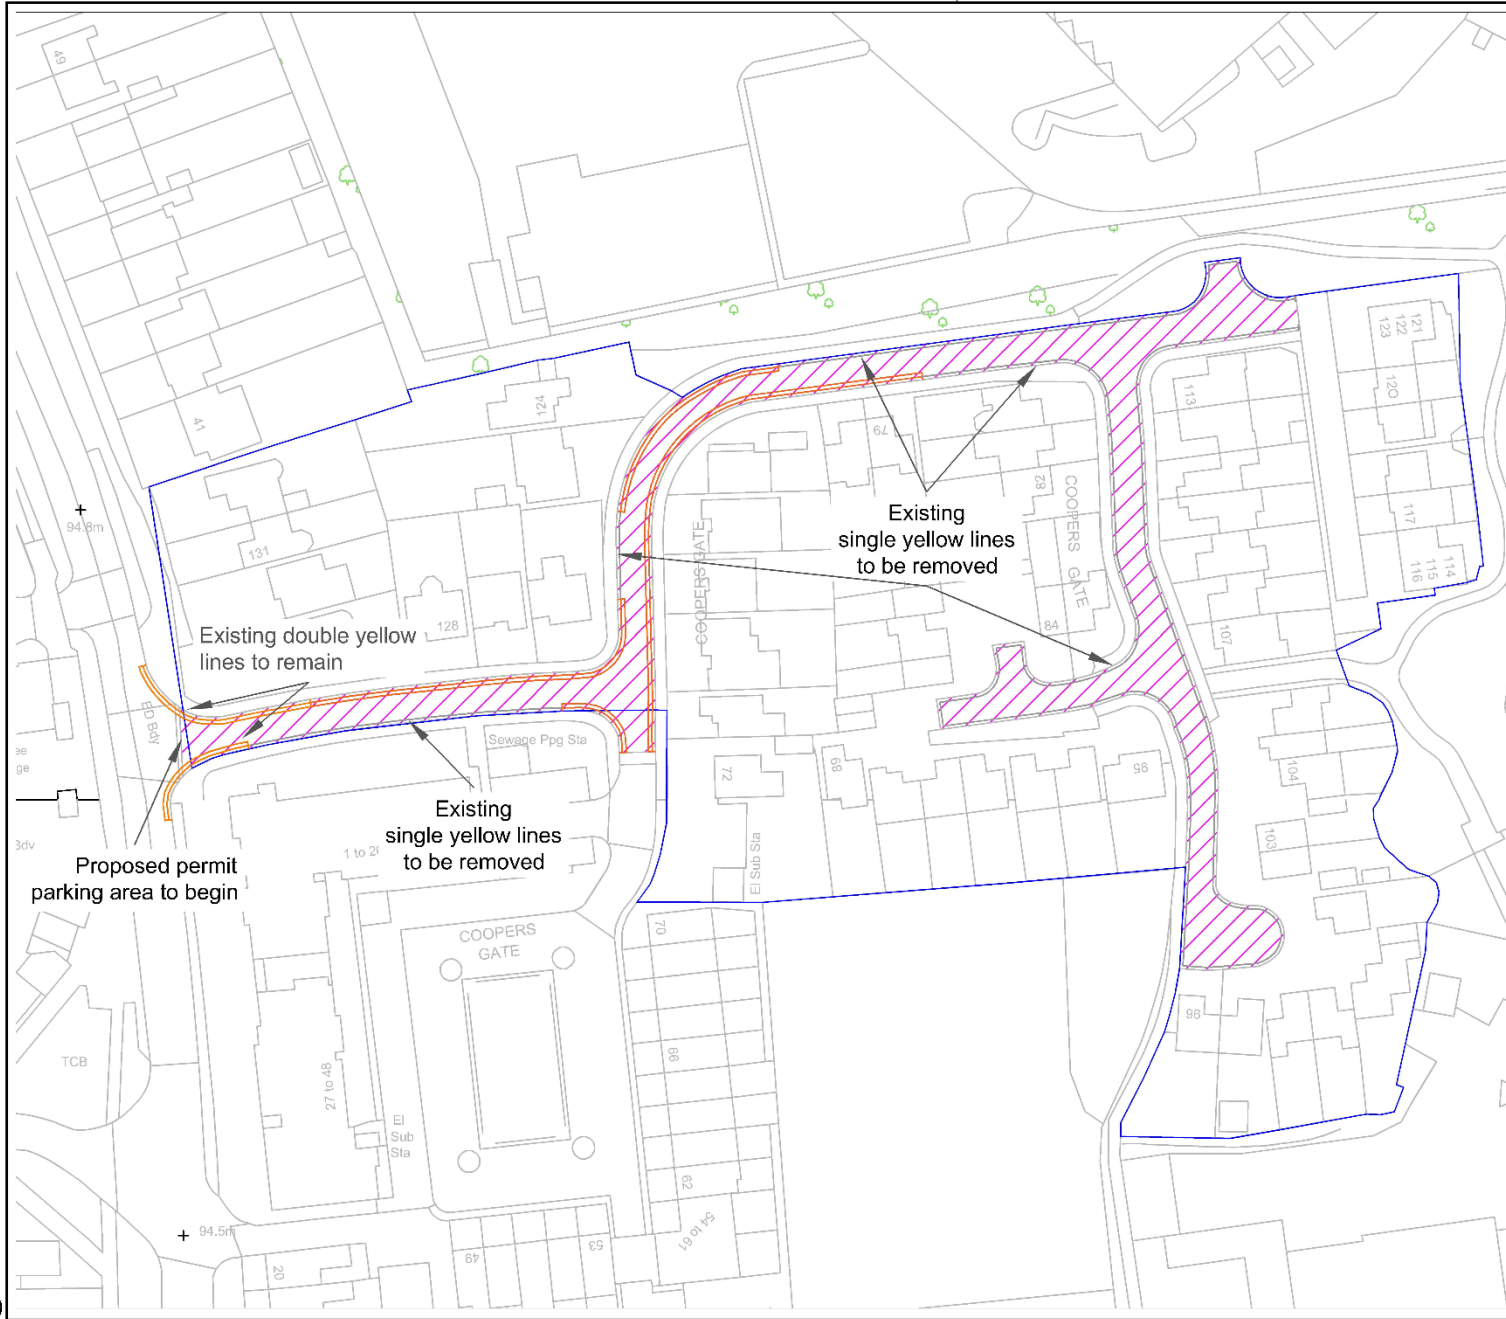 49
41
94.8m
131
128
124
121
122
123
120
113
79
82
COOPERS GATE
COOPERS GATE
117
114
115
116
107
84
Existing
single yellow lines
to be removed
Existing double yellow
lines to remain
ED Bdy
Sewage Ppg Sta
72
68
95
104
103
El Sub Sta
Existing
single yellow lines
to be removed
Proposed permit
parking area to begin
COOPERS
GATE
70
66
62
54 to 61
96
TCB
27 to 48
El
Sub
Sta
94.5m
20
49
53